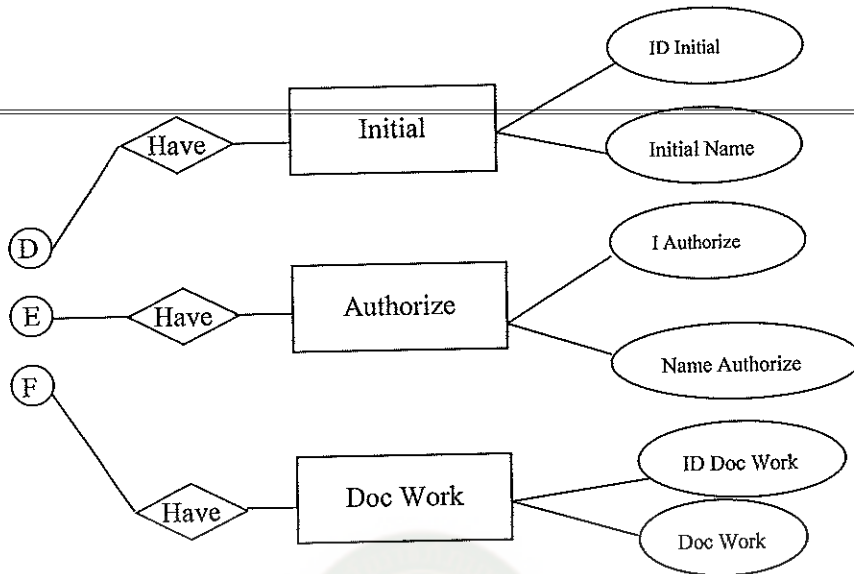 ID Initial
Initial
Have
Initial Name
D
I Authorize
E
Have
Authorize
Name Authorize
F
ID Doc Work
Have
Doc Work
Doc Work